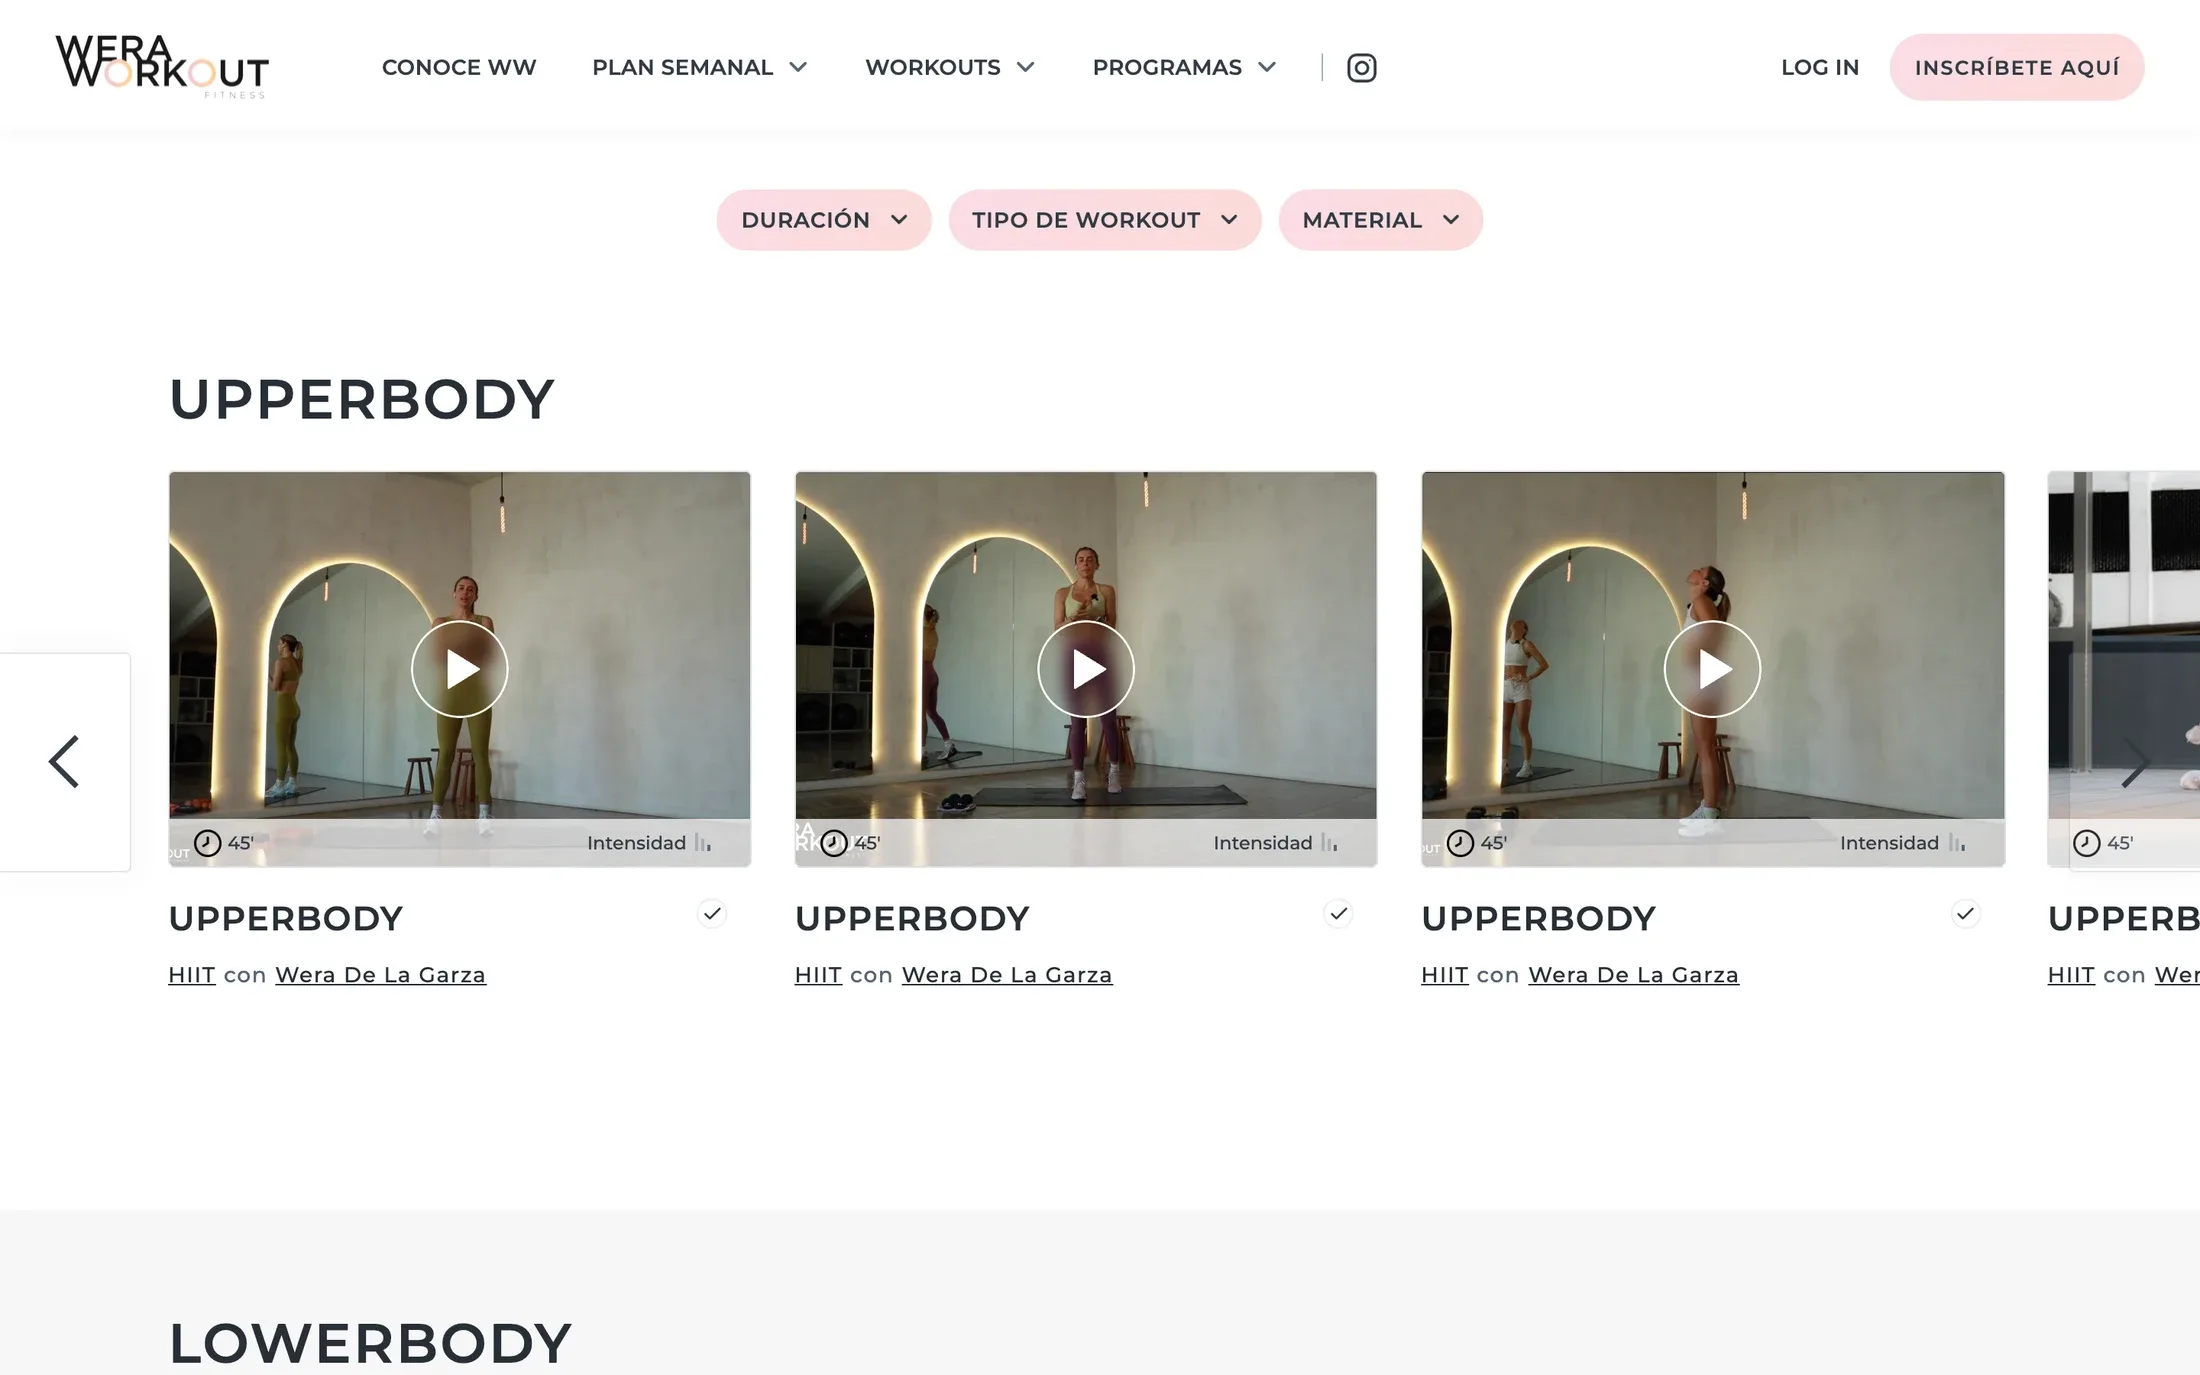 WERA
WORKOUT
FITNESS
CONOCE WW
PLAN SEMANAL
WORKOUTS
PROGRAMAS
LOG IN
INSCRÍBETE AQUÍ
DURACIÓN
TIPO DE WORKOUT
MATERIAL
UPPERBODY
45' Intensidad
45' Intensidad
45' Intensidad
45'
UPPERBODY
HIIT con Wera De La Garza
UPPERBODY
HIIT con Wera De La Garza
UPPERBODY
HIIT con Wera De La Garza
UPPERB
HIIT con Wer
LOWERBODY